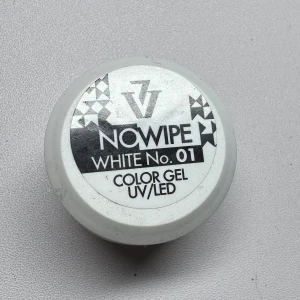 NOWIPE
WHITE No. 01
COLOR GEL
UV/LED